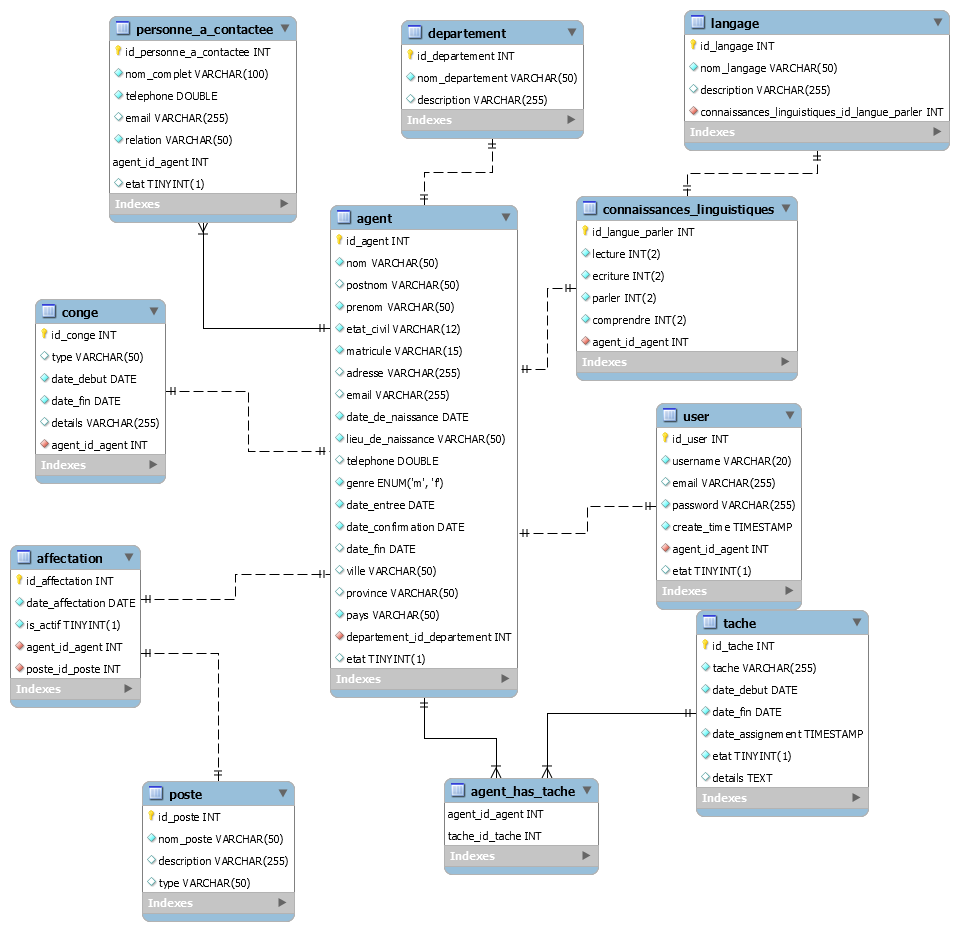 personne_a_contactee
id_personne_a_contactee INT
nom_complet VARCHAR(100)
telephone DOUBLE
email VARCHAR(255)
relation VARCHAR(50)
agent_id_agent INT
etat TINYINT(1)
Indexes
departement
id_departement INT
nom_departement VARCHAR(50)
description VARCHAR(255)
Indexes
langage
id_langage INT
nom_langage VARCHAR(50)
description VARCHAR(255)
connaissances_linguistiques_id_langue_parler INT
Indexes
agent
id_agent INT
nom VARCHAR(50)
postnom VARCHAR(50)
prenom VARCHAR(50)
etat_civil VARCHAR(12)
matricule VARCHAR(15)
adresse VARCHAR(255)
email VARCHAR(255)
date_de_naissance DATE
lieu_de_naissance VARCHAR(50)
telephone DOUBLE
genre ENUM('m', 'f')
date_entree DATE
date_confirmation DATE
date_fin DATE
ville VARCHAR(50)
province VARCHAR(50)
pays VARCHAR(50)
departement_id_departement INT
etat TINYINT(1)
Indexes
connaissances_linguistiques
id_langue_parler INT
lecture INT(2)
ecriture INT(2)
parler INT(2)
comprendre INT(2)
agent_id_agent INT
Indexes
conge
id_conge INT
type VARCHAR(50)
date_debut DATE
date_fin DATE
details VARCHAR(255)
agent_id_agent INT
Indexes
user
id_user INT
username VARCHAR(20)
email VARCHAR(255)
password VARCHAR(255)
create_time TIMESTAMP
agent_id_agent INT
etat TINYINT(1)
Indexes
affectation
id_affectation INT
date_affectation DATE
is_actif TINYINT(1)
agent_id_agent INT
poste_id_poste INT
Indexes
tache
id_tache INT
tache VARCHAR(255)
date_debut DATE
date_fin DATE
date_assignement TIMESTAMP
etat TINYINT(1)
details TEXT
Indexes
poste
id_poste INT
nom_poste VARCHAR(50)
description VARCHAR(255)
type VARCHAR(50)
Indexes
agent_has_tache
agent_id_agent INT
tache_id_tache INT
Indexes